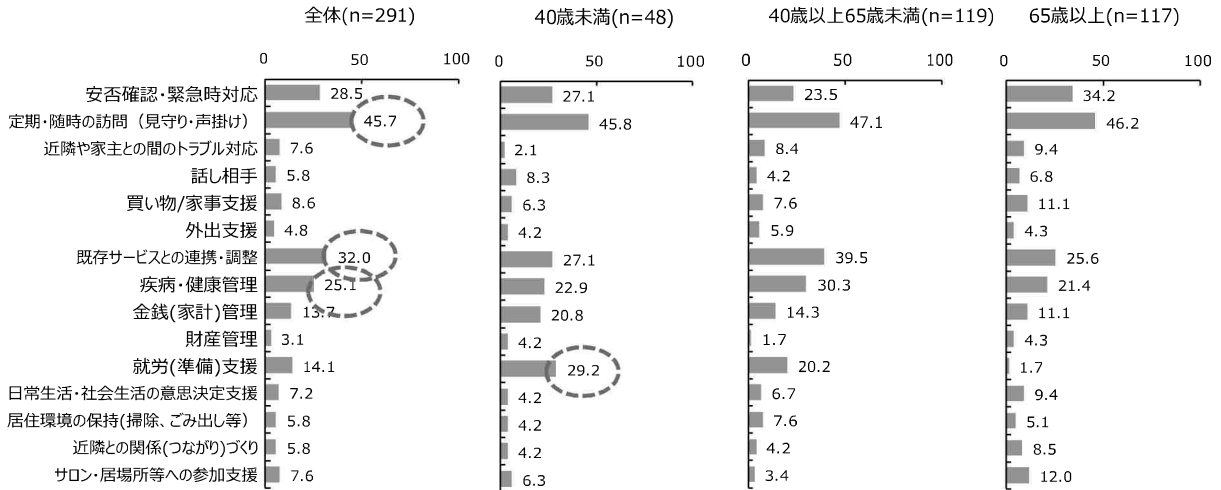 全体(n=291) 40歳未満(n=48) 40歳以上65歳未満(n=119) 65歳以上(n=117)
0 50 100 0 50 100 0 50 100 0 50 100
安否確認・緊急時対応 28.5 27.1 23.5 34.2
定期・随時の訪問（見守り・声掛け） 45.7 45.8 47.1 46.2
近隣や家主との間のトラブル対応 7.6 2.1 8.4 9.4
話し相手 5.8 8.3 4.2 6.8
買い物/家事支援 8.6 6.3 7.6 11.1
外出支援 4.8 4.2 5.9 4.3
既存サービスとの連携・調整 32.0 27.1 39.5 25.6
疾病・健康管理 25.1 22.9 30.3 21.4
金銭(家計)管理 13.7 20.8 14.3 11.1
財産管理 3.1 4.2 1.7 4.3
就労(準備)支援 14.1 29.2 20.2 1.7
日常生活・社会生活の意思決定支援 7.2 4.2 6.7 9.4
居住環境の保持(掃除、ごみ出し等) 5.8 4.2 7.6 5.1
近隣との関係(つながり)づくり 5.8 4.2 4.2 8.5
サロン・居場所等への参加支援 7.6 6.3 3.4 12.0